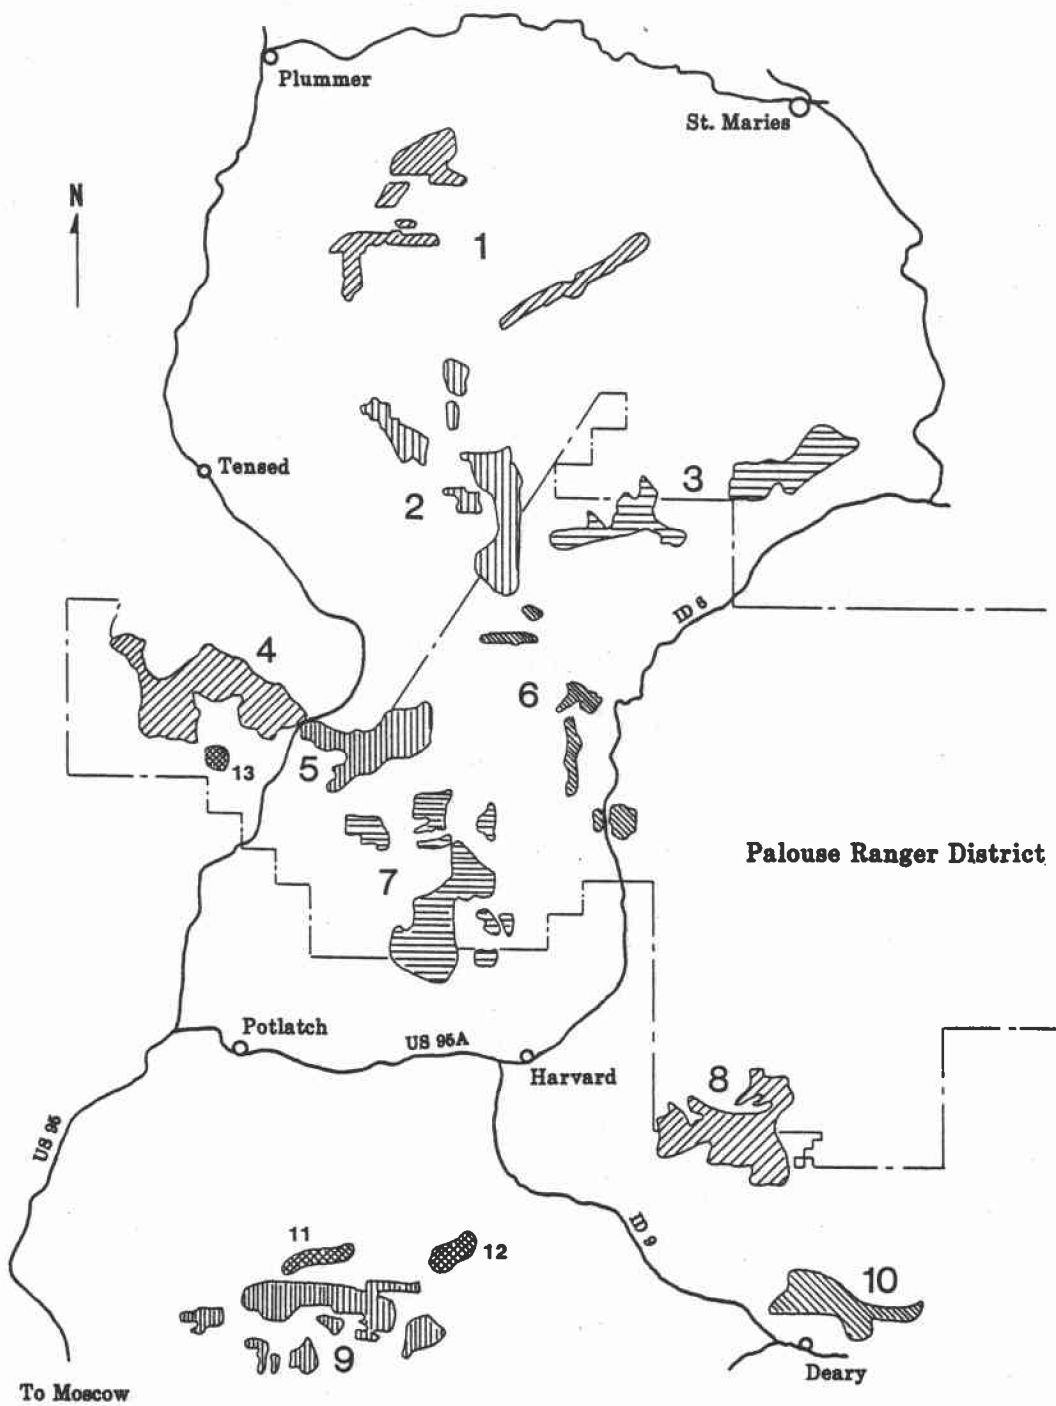 Plummer
St. Maries
N
1
Tensed
2
3
ID 6
4
6
5
13
Palouse Ranger District
7
Potlatch
US 95A
Harvard
8
US 95
ID 9
11
12
10
9
Deary
To Moscow